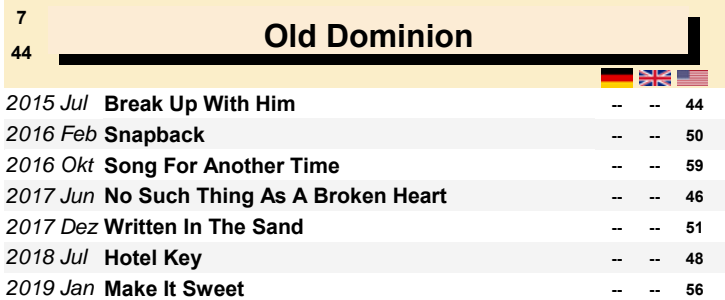 7
Old Dominion
44
2015 Jul Break Up With Him -- -- 44
2016 Feb Snapback -- -- 50
2016 Okt Song For Another Time -- -- 59
2017 Jun No Such Thing As A Broken Heart -- -- 46
2017 Dez Written In The Sand -- -- 51
2018 Jul Hotel Key -- -- 48
2019 Jan Make It Sweet -- -- 56